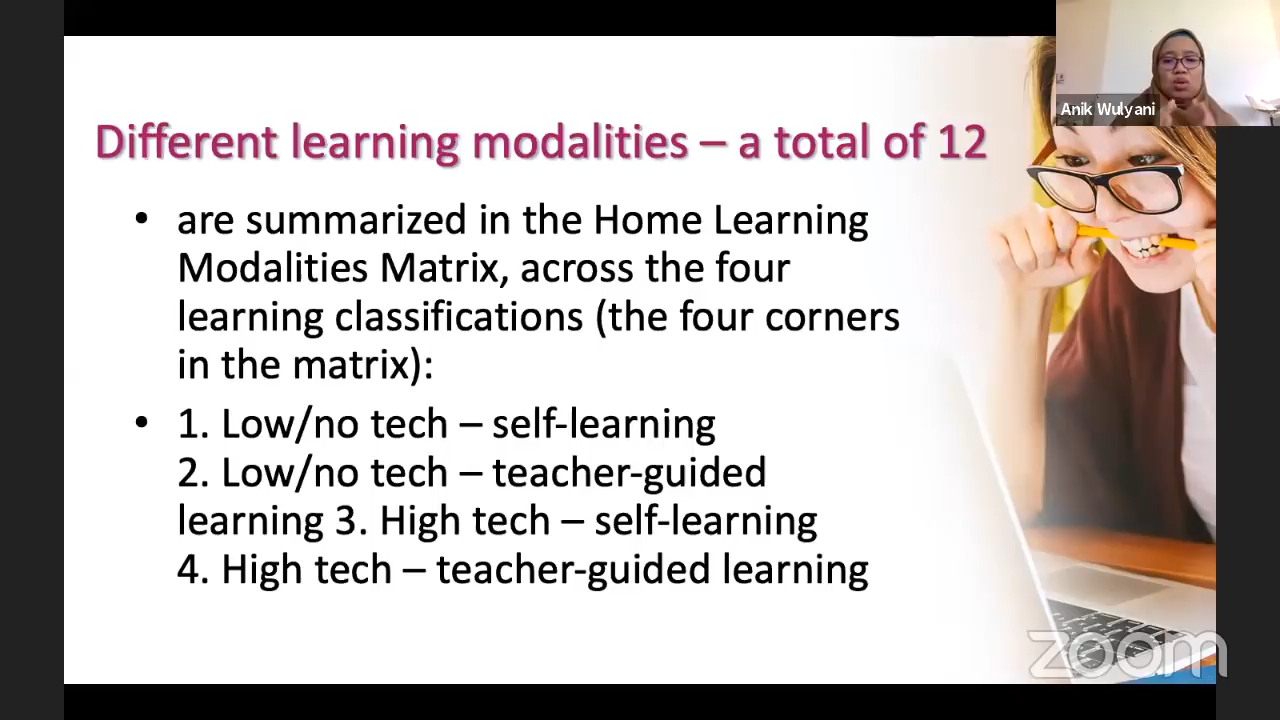 Anik Wulyani
Different learning modalities – a total of 12
• are summarized in the Home Learning
Modalities Matrix, across the four
learning classifications (the four corners
in the matrix):
• 1. Low/no tech – self-learning
2. Low/no tech – teacher-guided
learning 3. High tech – self-learning
4. High tech – teacher-guided learning
zoom